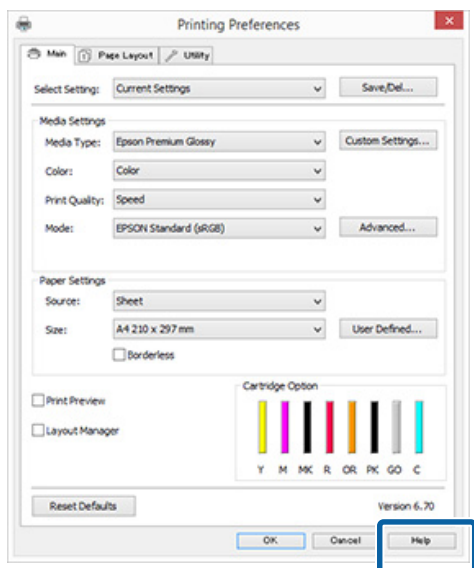 Printing Preferences
Main Page Layout Utility
Select Setting: Current Settings Save/Del...
Media Settings
Media Type: Epson Premium Glossy Custom Settings...
Color: Color
Print Quality: Speed
Mode: EPSON Standard (sRGB) Advanced...
Paper Settings
Source: Sheet
Size: A4 210 x 297 mm User Defined...
Borderless
Cartridge Option
Print Preview
Layout Manager
Y M MK R OR PK GO C
Reset Defaults Version 6.70
OK Cancel Help